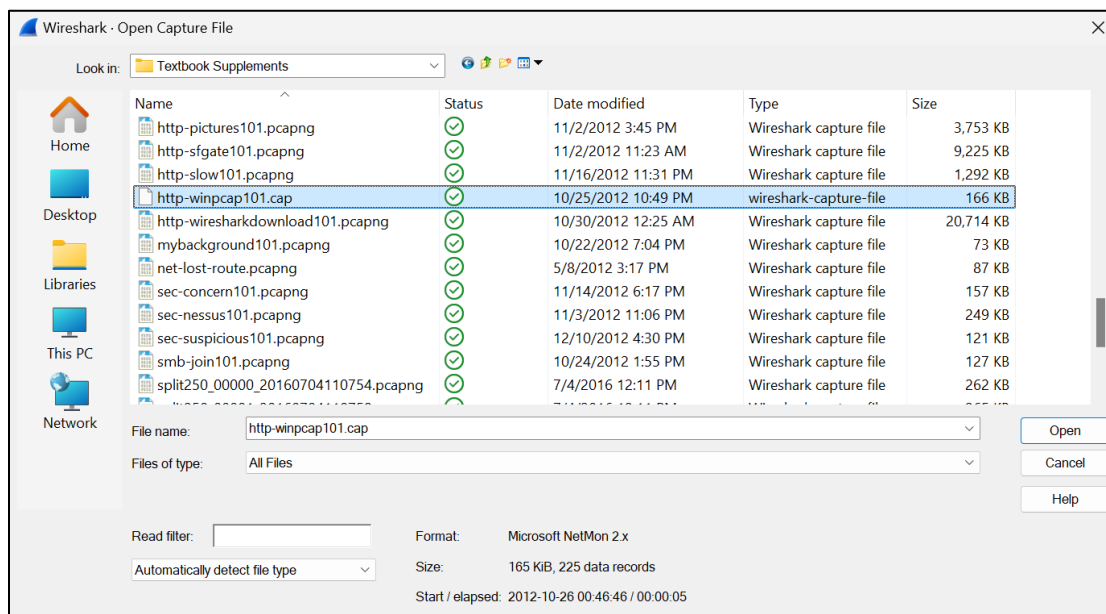 Wireshark · Open Capture File
Look in: Textbook Supplements
Name Status Date modified Type Size
http-pictures101.pcapng 11/2/2012 3:45 PM Wireshark capture file 3,753 KB
http-sfgate101.pcapng 11/2/2012 11:23 AM Wireshark capture file 9,225 KB
http-slow101.pcapng 11/16/2012 11:31 PM Wireshark capture file 1,292 KB
http-winpcap101.cap 10/25/2012 10:49 PM wireshark-capture-file 166 KB
http-wiresharkdownload101.pcapng 10/30/2012 12:25 AM Wireshark capture file 20,714 KB
mybackground101.pcapng 10/22/2012 7:04 PM Wireshark capture file 73 KB
net-lost-route.pcapng 5/8/2012 3:17 PM Wireshark capture file 87 KB
sec-concern101.pcapng 11/14/2012 6:17 PM Wireshark capture file 157 KB
sec-nessus101.pcapng 11/3/2012 11:06 PM Wireshark capture file 249 KB
sec-suspicious101.pcapng 12/10/2012 4:30 PM Wireshark capture file 121 KB
smb-join101.pcapng 10/24/2012 1:55 PM Wireshark capture file 127 KB
split250_00000_20160704110754.pcapng 7/4/2016 12:11 PM Wireshark capture file 262 KB
Home
Desktop
Libraries
This PC
Network
File name: http-winpcap101.cap Open
Files of type: All Files Cancel
Help
Read filter: Format: Microsoft NetMon 2.x
Automatically detect file type Size: 165 KiB, 225 data records
Start / elapsed: 2012-10-26 00:46:46 / 00:00:05